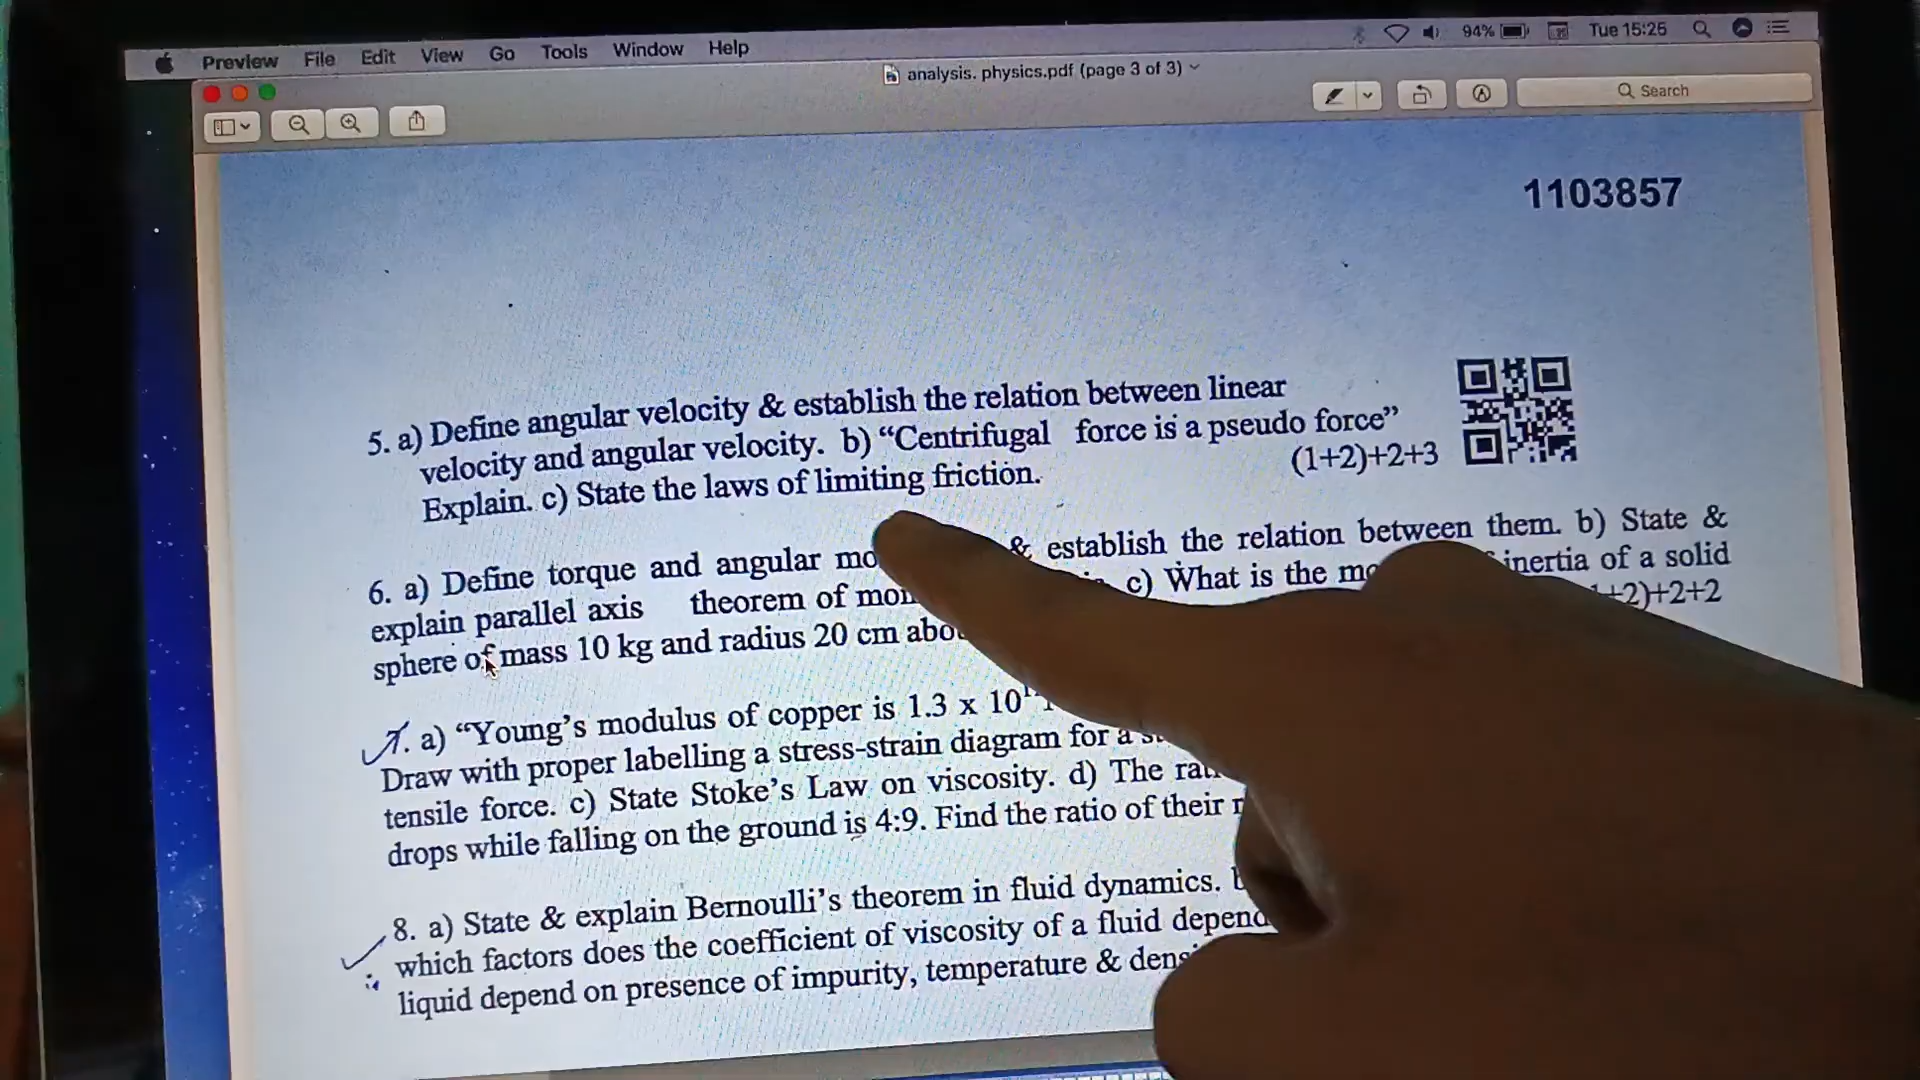 Preview File Edit View Go Tools Window Help
94% Tue 15:25
analysis. physics.pdf (page 3 of 3)
Search
1103857
5. a) Define angular velocity & establish the relation between linear
velocity and angular velocity. b) “Centrifugal force is a pseudo force”
Explain. c) State the laws of limiting friction. (1+2)+2+3
6. a) Define torque and angular & establish the relation between them. b) State &
explain parallel axis theorem of c) What is the inertia of a solid
sphere of mass 10 kg and radius 20 cm +2)+2+2
7. a) “Young’s modulus of copper is 1.3 x 10
Draw with proper labelling a stress-strain diagram for a
tensile force. c) State Stoke’s Law on viscosity. d) The
drops while falling on the ground is 4:9. Find the ratio of their
8. a) State & explain Bernoulli’s theorem in fluid dynamics.
which factors does the coefficient of viscosity of a fluid depend
liquid depend on presence of impurity, temperature &